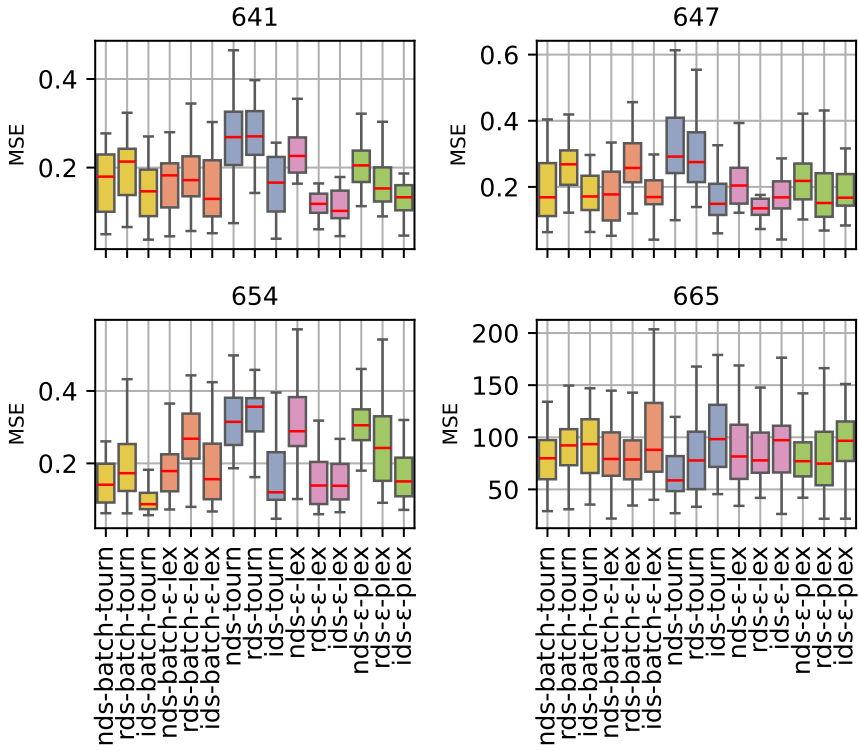 641
647
MSE
0.4
0.2
MSE
0.6
0.4
0.2
654
665
MSE
0.4
0.2
MSE
200
150
100
50
nds-batch-tourn
rds-batch-tourn
ids-batch-tourn
nds-batch-ε-lex
rds-batch-ε-lex
ids-batch-ε-lex
nds-tourn
rds-tourn
ids-tourn
nds-ε-lex
rds-ε-lex
ids-ε-lex
nds-ε-plex
rds-ε-plex
ids-ε-plex
nds-batch-tourn
rds-batch-tourn
ids-batch-tourn
nds-batch-ε-lex
rds-batch-ε-lex
ids-batch-ε-lex
nds-tourn
rds-tourn
ids-tourn
nds-ε-lex
rds-ε-lex
ids-ε-lex
nds-ε-plex
rds-ε-plex
ids-ε-plex